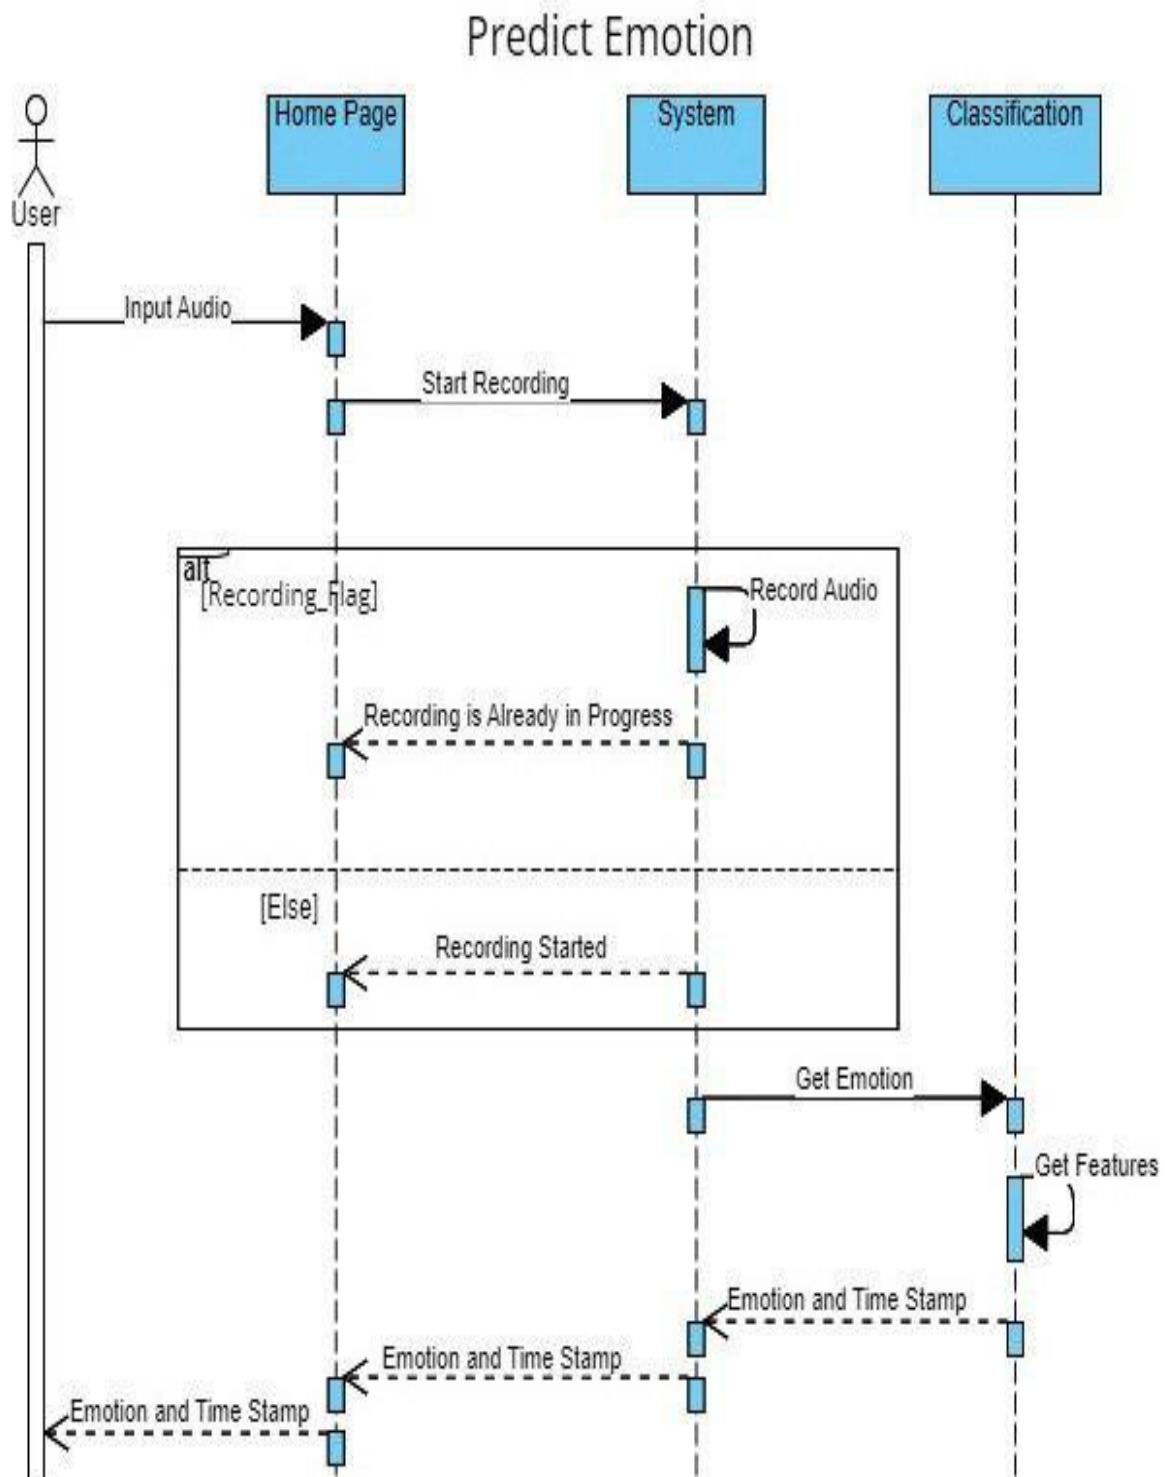 Predict Emotion
Home Page
System
Classification
User
Input Audio
Start Recording
alt
[Recording_Flag]
Record Audio
Recording is Already in Progress
[Else]
Recording Started
Get Emotion
Get Features
Emotion and Time Stamp
Emotion and Time Stamp
Emotion and Time Stamp